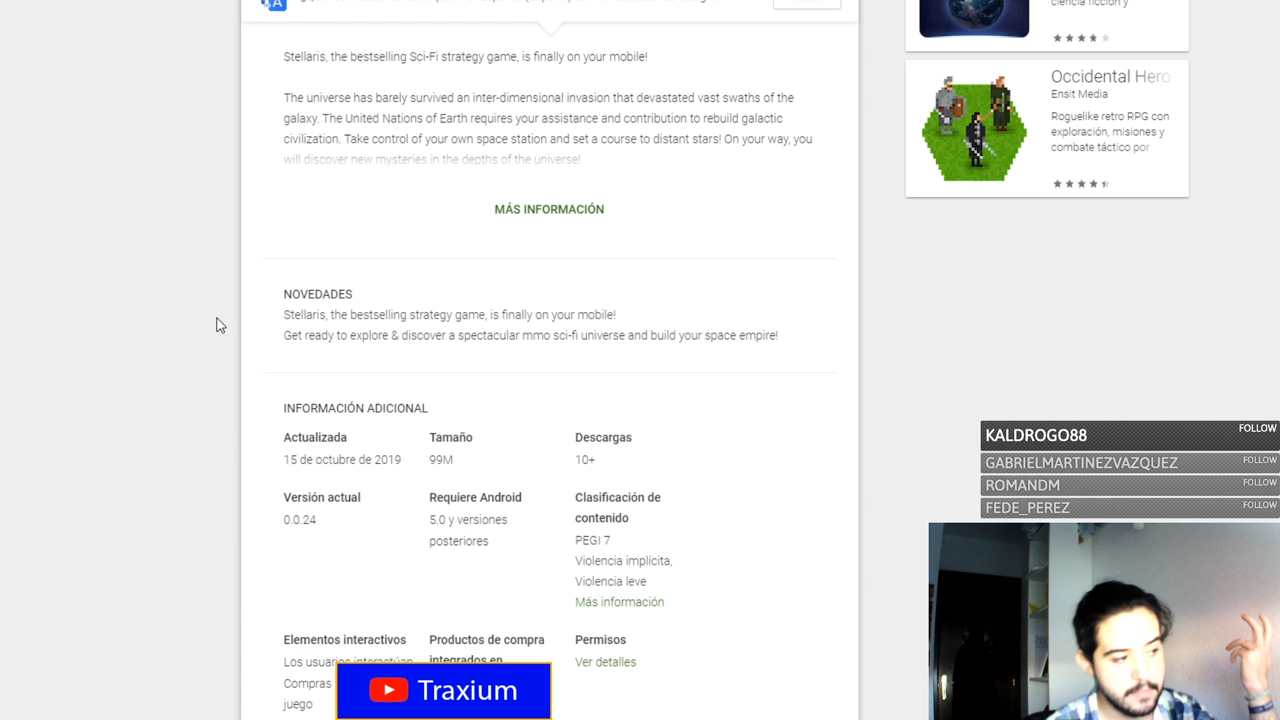 Stellaris, the bestselling Sci-Fi strategy game, is finally on your mobile!
The universe has barely survived an inter-dimensional invasion that devastated vast swaths of the
galaxy. The United Nations of Earth requires your assistance and contribution to rebuild galactic
civilization. Take control of your own space station and set a course to distant stars! On your way, you
will discover new mysteries in the depths of the universe!
MÁS INFORMACIÓN
NOVEDADES
Stellaris, the bestselling strategy game, is finally on your mobile!
Get ready to explore & discover a spectacular mmo sci-fi universe and build your space empire!
INFORMACIÓN ADICIONAL
Actualizada
15 de octubre de 2019
Tamaño
99M
Descargas
10+
Versión actual
0.0.24
Requiere Android
5.0 y versiones
posteriores
Clasificación de
contenido
PEGI 7
Violencia implícita,
Violencia leve
Más información
Elementos interactivos
Los usuarios interactúan
Compras
juego
Productos de compra
integrados en
Permisos
Ver detalles
Traxium
ciencia ficción y
Occidental Hero
Ensit Media
Roguelike retro RPG con
exploración, misiones y
combate táctico por
KALDROGO88 FOLLOW
GABRIELMARTINEZVAZQUEZ FOLLOW
ROMANDM FOLLOW
FEDE_PEREZ FOLLOW